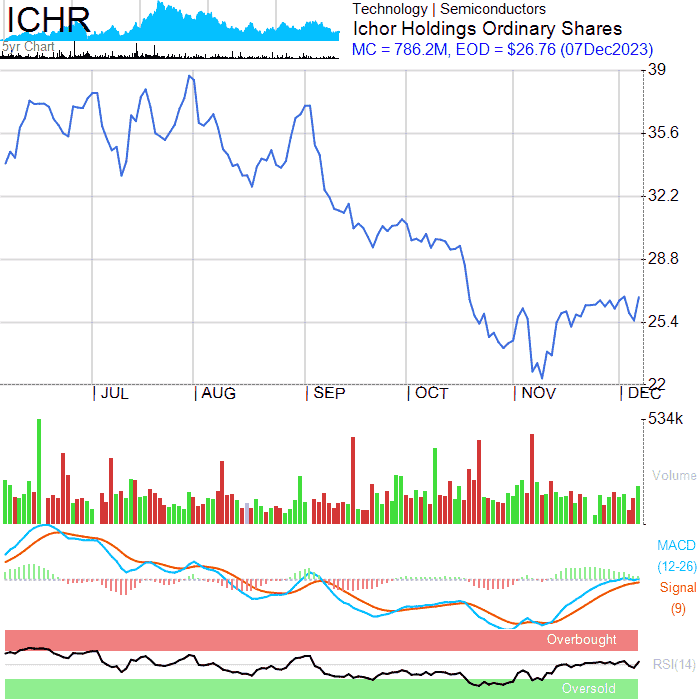 ICHR
5yr Chart
Technology | Semiconductors
Ichor Holdings Ordinary Shares
MC = 786.2M, EOD = $26.76 (07Dec2023)
39
35.6
32.2
28.8
25.4
22
JUL
AUG
SEP
OCT
NOV
DEC
534k
Volume
MACD
(12-26)
Signal
(9)
Overbought
RSI(14)
Oversold